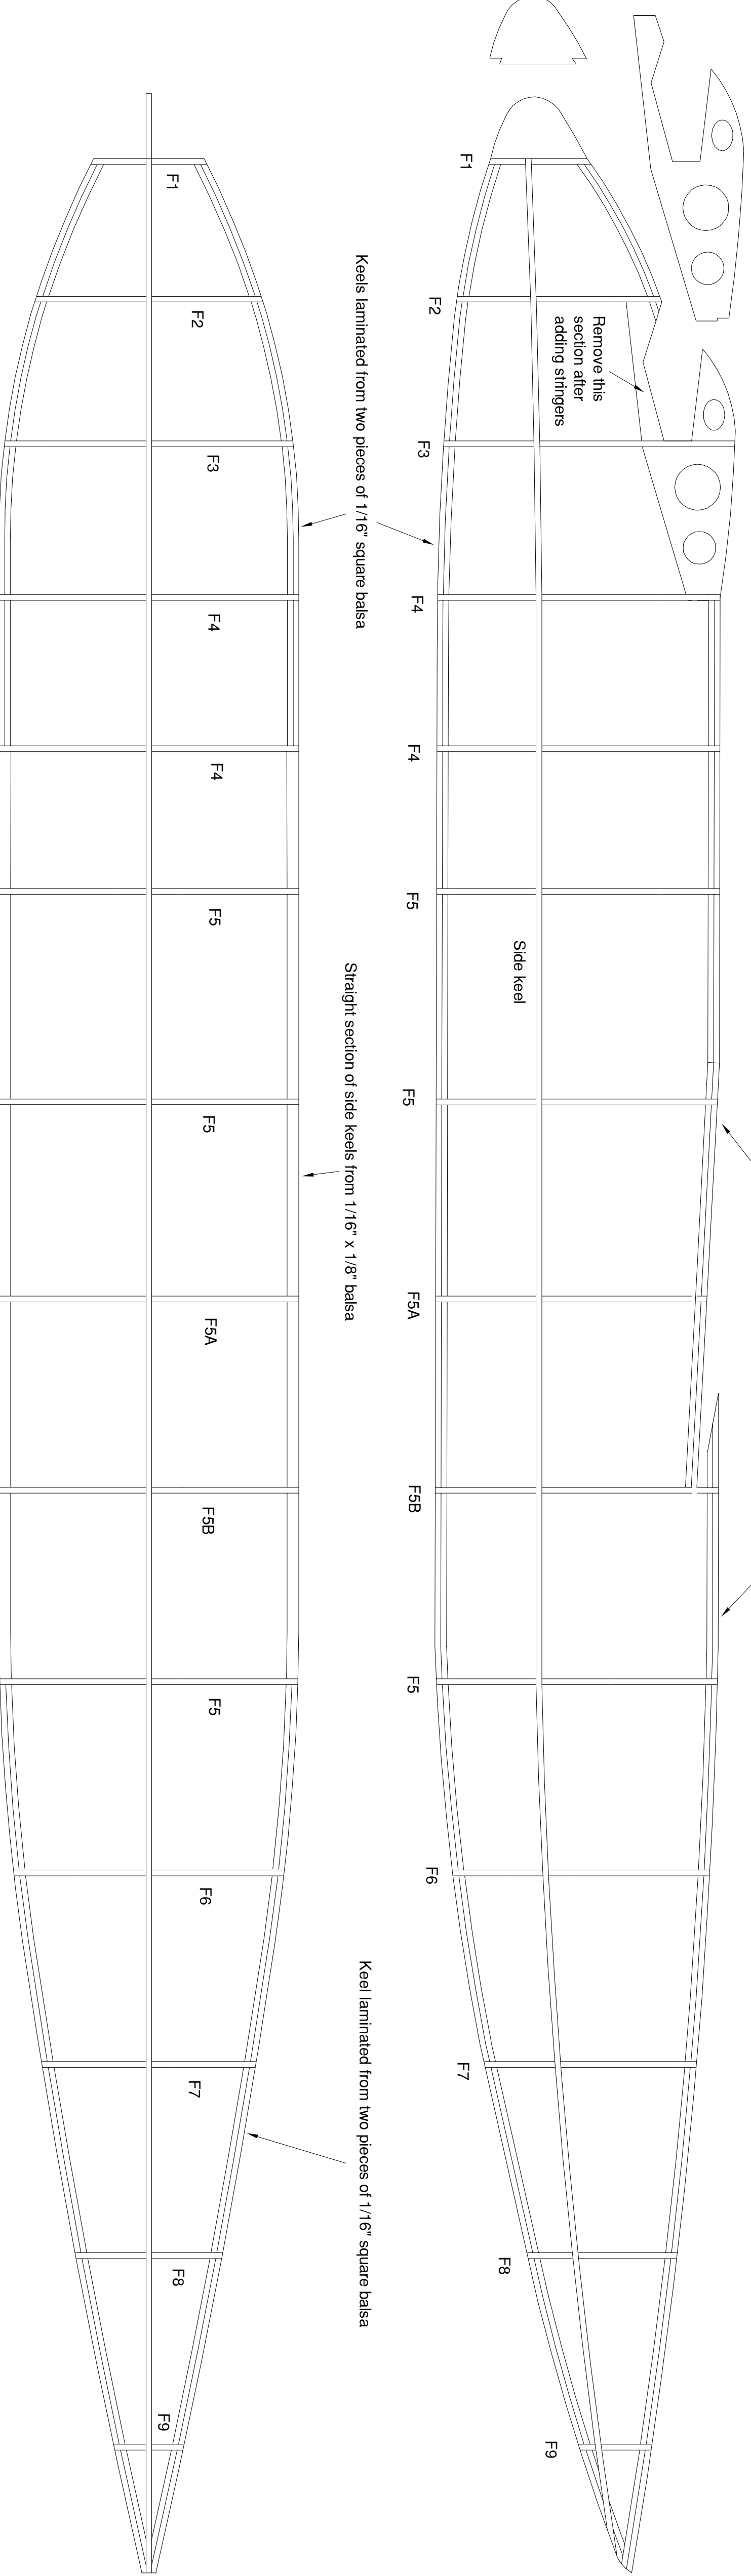 F1
F2
F3
F4
F4
F5
F5
F5A
F5B
F5
F6
F7
F8
F9
Keels laminated from two pieces of 1/16" square balsa
Straight section of side keels from 1/16" x 1/8" balsa
Keel laminated from two pieces of 1/16" square balsa
F1
F2
F3
F4
F4
F5
F5
F5A
F5B
F5
F6
F7
F8
F9
Side keel
Remove this
section after
adding stringers